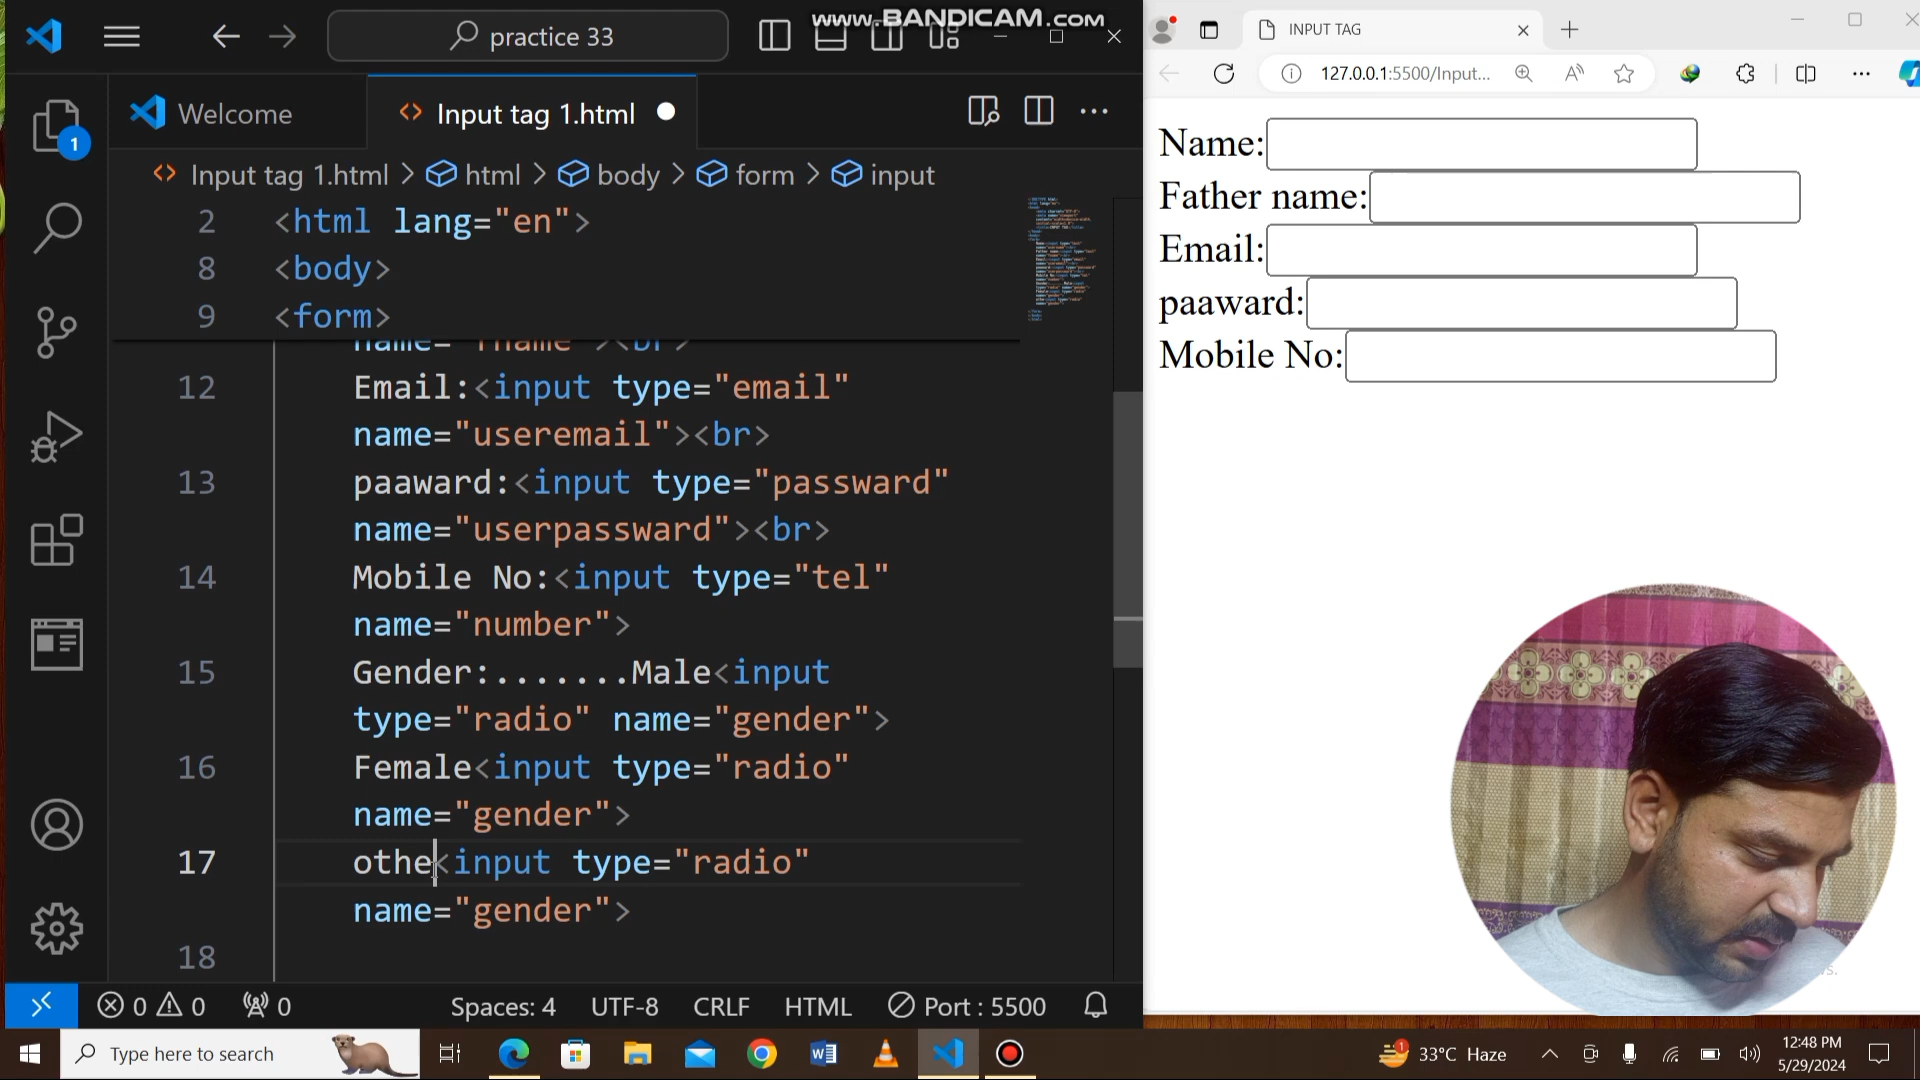 practice 33
www.BANDICAM.com
INPUT TAG
127.0.0.1:5500/Input...
1
Welcome
Input tag 1.html
Input tag 1.html > html > body > form > input
2 <html lang="en">
8 <body>
9 <form>
name="fname"><br>
12 Email:<input type="email"
name="useremail"><br>
13 paaward:<input type="passward"
name="userpassward"><br>
14 Mobile No:<input type="tel"
name="number">
15 Gender:.......Male<input
type="radio" name="gender">
16 Female<input type="radio"
name="gender">
17 othe<input type="radio"
name="gender">
18
Name:
Father name:
Email:
paaward:
Mobile No:
0 0 0 Spaces: 4 UTF-8 CRLF HTML Port : 5500
Type here to search
1
33°C Haze
12:48 PM
5/29/2024